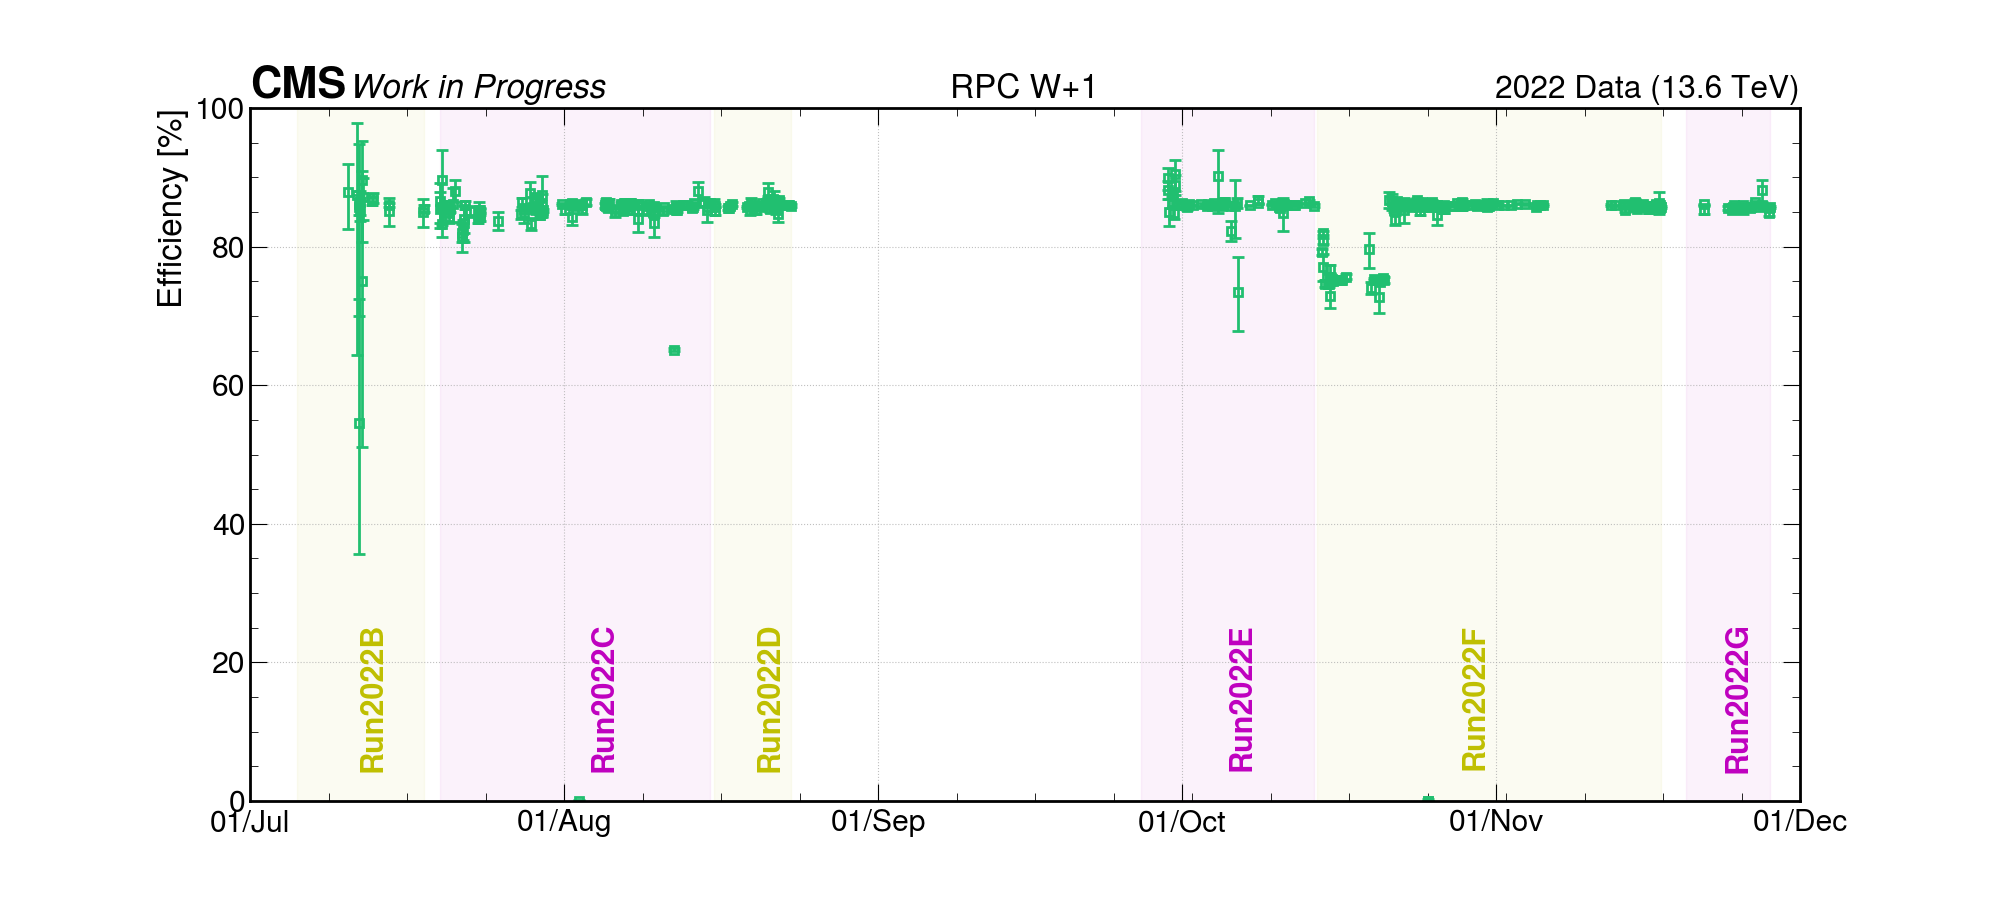 CMS Work in Progress RPC W+1 2022 Data (13.6 TeV)
Efficiency [%]
100
80
60
40
20
0
Run2022B
Run2022C
Run2022D
Run2022E
Run2022F
Run2022G
01/Jul 01/Aug 01/Sep 01/Oct 01/Nov 01/Dec